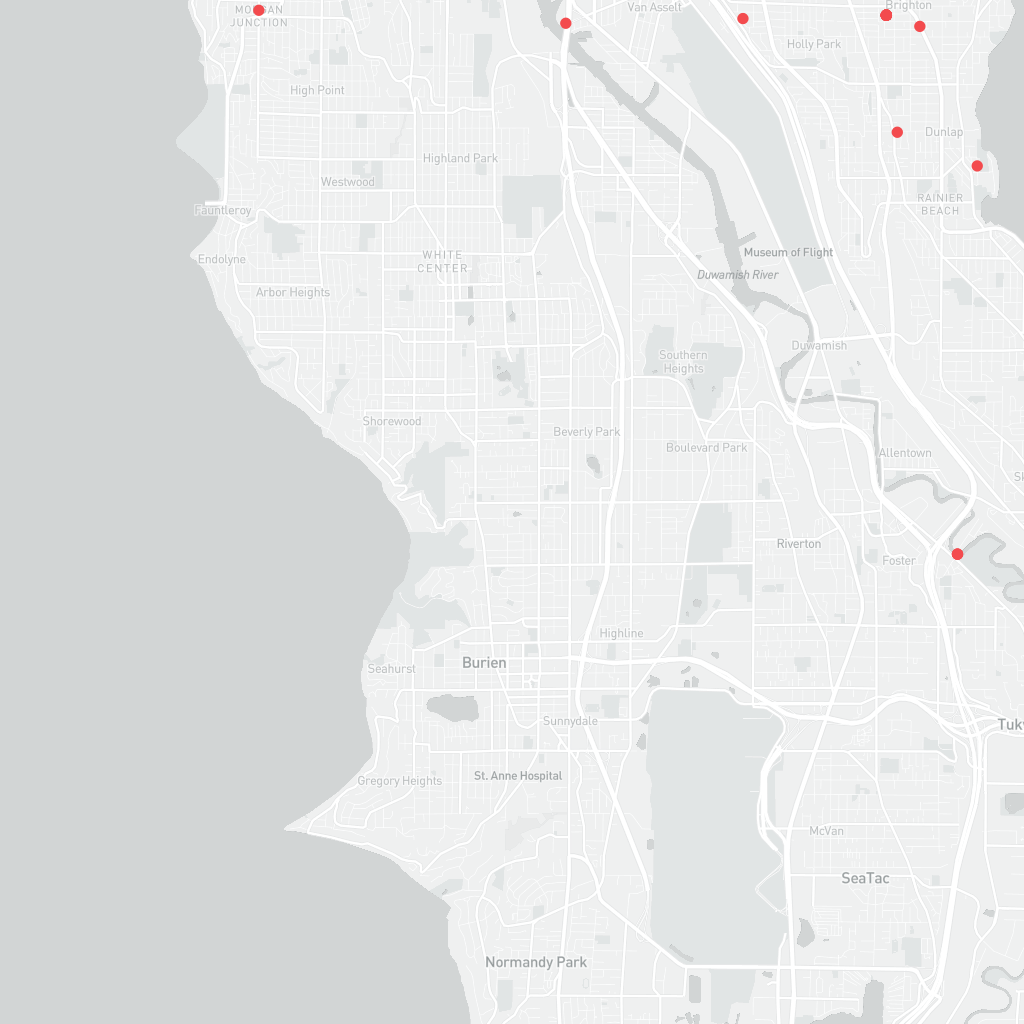 Van Asselt
Brighton
MORGAN
JUNCTION
Holly Park
High Point
Dunlap
Highland Park
Westwood
RAINIER
BEACH
Fauntleroy
Museum of Flight
Endolyne
WHITE
CENTER
Duwamish River
Arbor Heights
Duwamish
Southern
Heights
Shorewood
Beverly Park
Boulevard Park
Allentown
Sk
Riverton
Foster
Highline
Burien
Seahurst
Sunnydale
Tukw
St. Anne Hospital
Gregory Heights
McVan
SeaTac
Normandy Park